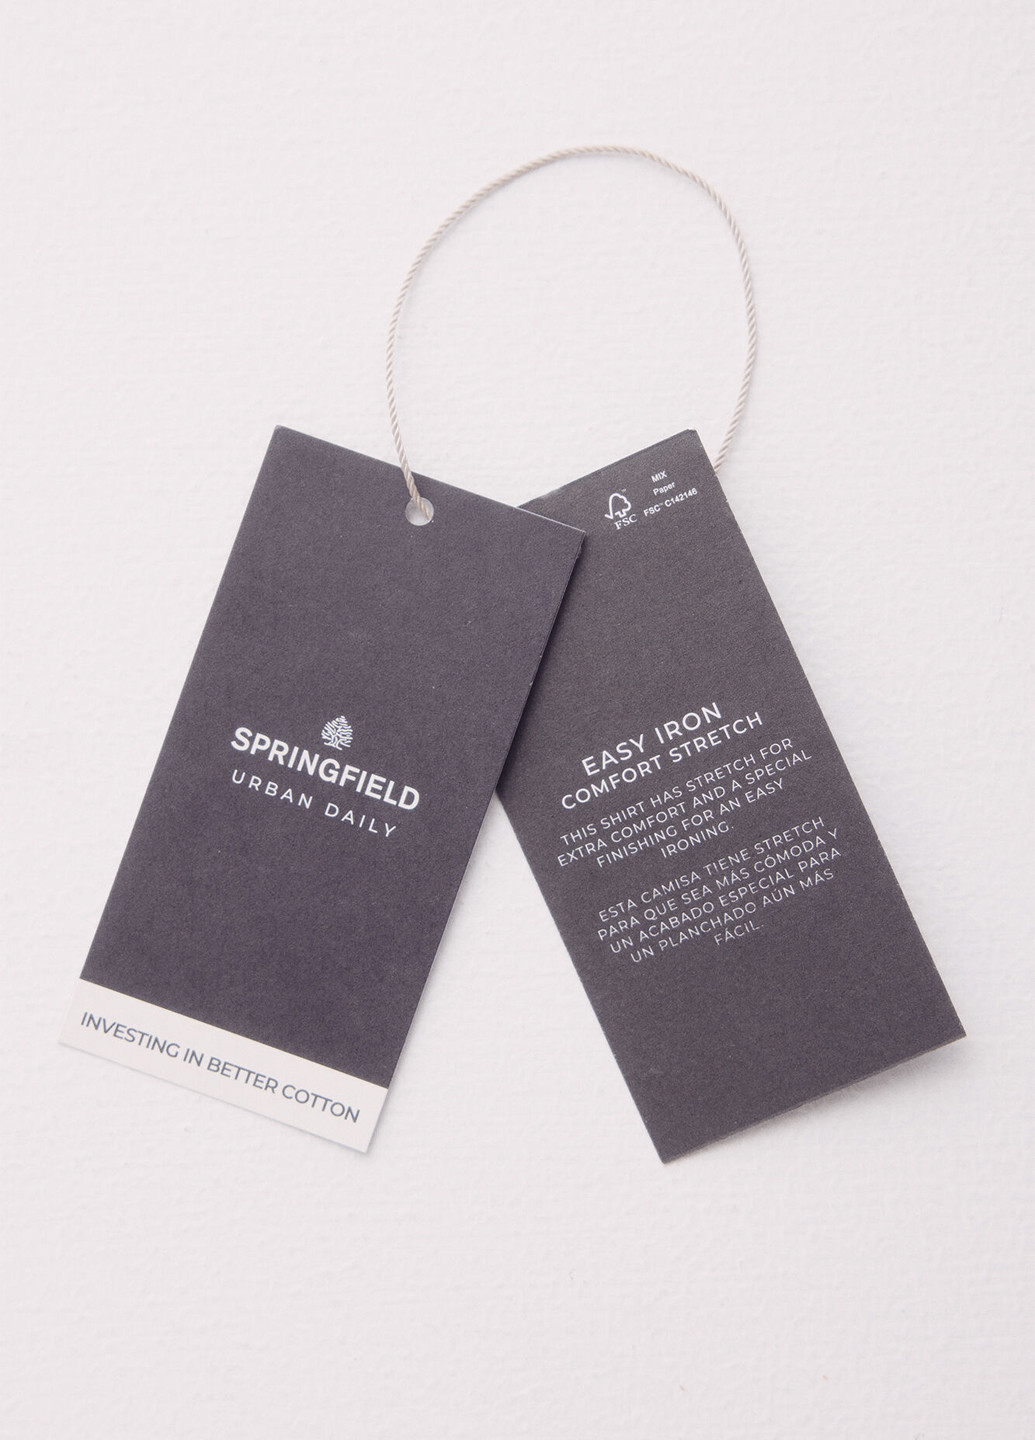 SPRINGFIELD
URBAN DAILY
INVESTING IN BETTER COTTON
FSC
MIX
Paper
FSC™ C142146
EASY IRON
COMFORT STRETCH
THIS SHIRT HAS STRETCH FOR
EXTRA COMFORT AND A SPECIAL
FINISHING FOR AN EASY
IRONING.
ESTA CAMISA TIENE STRETCH
PARA QUE SEA MÁS CÓMODA Y
UN ACABADO ESPECIAL PARA
UN PLANCHADO AÚN MÁS
FÁCIL.